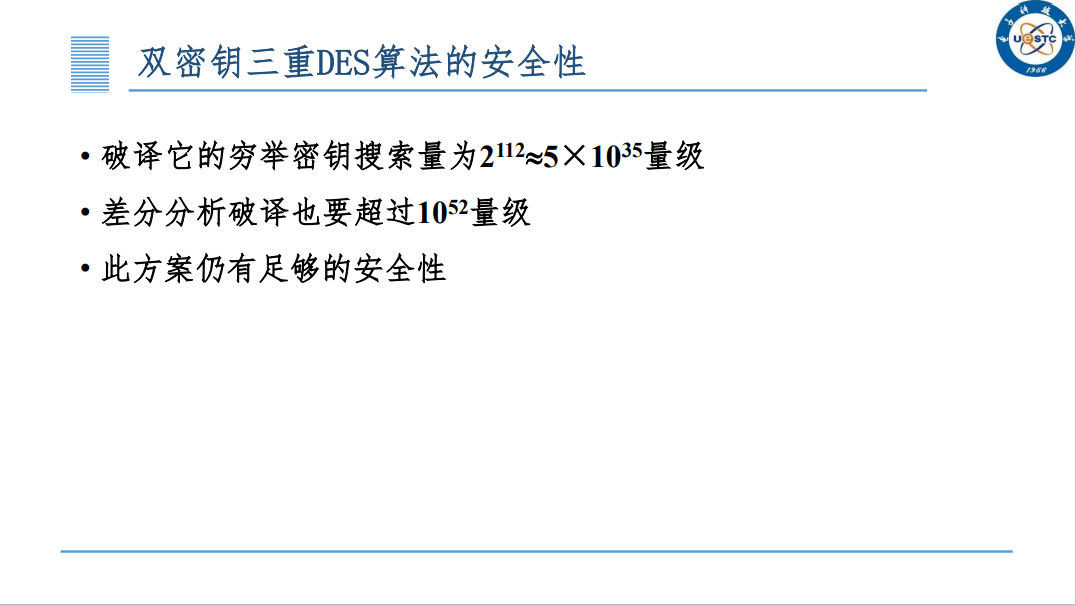 双密钥三重DES算法的安全性
UeSTC
1956
• 破译它的穷举密钥搜索量为2¹¹²≈5×10³⁵量级
• 差分分析破译也要超过10⁵²量级
• 此方案仍有足够的安全性